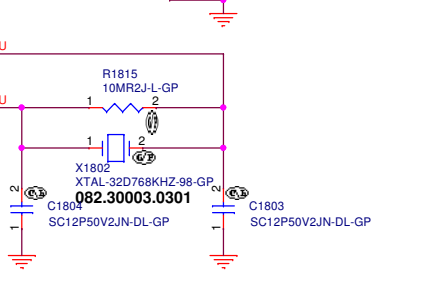 U
R1815
10MR2J-L-GP
1
2
U
1
2
X1802
XTAL-32D768KHZ-98-GP
082.30003.0301
2
C1804
SC12P50V2JN-DL-GP
1
2
C1803
SC12P50V2JN-DL-GP
1